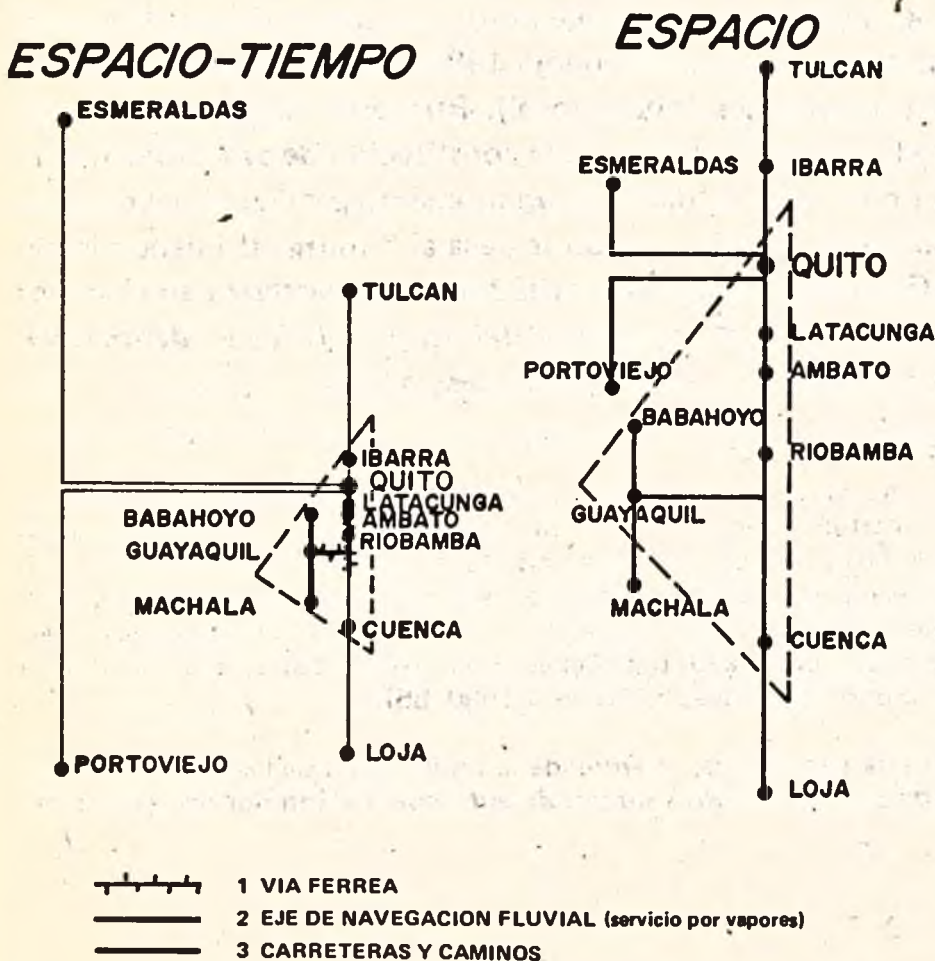 ESPACIO-TIEMPO
ESMERALDAS
TULCAN
IBARRA
QUITO
LATACUNGA
AMBATO
RIOBAMBA
BABAHOYO
GUAYAQUIL
MACHALA
CUENCA
LOJA
PORTOVIEJO
ESPACIO
TULCAN
ESMERALDAS
IBARRA
QUITO
LATACUNGA
PORTOVIEJO
AMBATO
BABAHOYO
RIOBAMBA
GUAYAQUIL
MACHALA
CUENCA
LOJA
1 VIA FERREA
2 EJE DE NAVEGACION FLUVIAL (servicio por vapores)
3 CARRETERAS Y CAMINOS